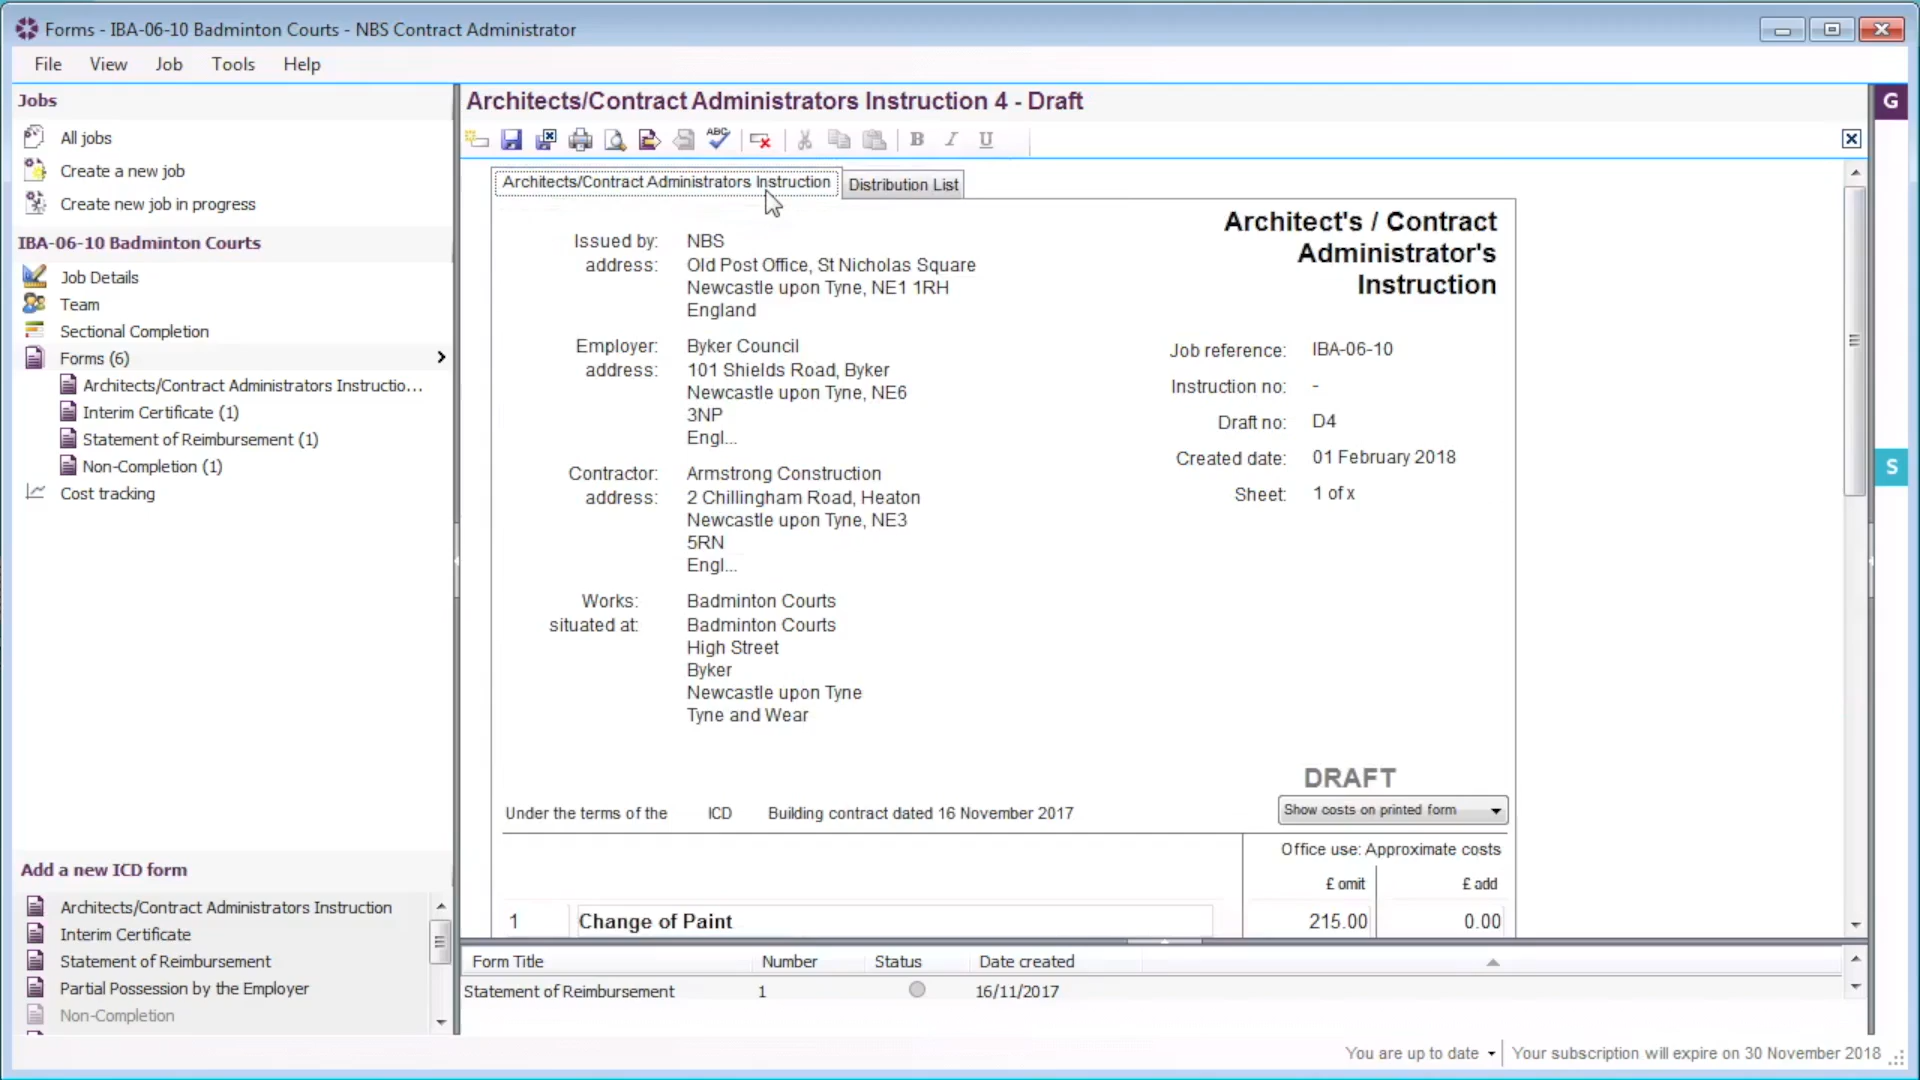 Forms - IBA-06-10 Badminton Courts - NBS Contract Administrator
File View Job Tools Help
Jobs
All jobs
Create a new job
Create new job in progress
IBA-06-10 Badminton Courts
Job Details
Team
Sectional Completion
Forms (6)
Architects/Contract Administrators Instructio...
Interim Certificate (1)
Statement of Reimbursement (1)
Non-Completion (1)
Cost tracking
Add a new ICD form
Architects/Contract Administrators Instruction
Interim Certificate
Statement of Reimbursement
Partial Possession by the Employer
Non-Completion
Architects/Contract Administrators Instruction 4 - Draft
ABC B I U
Architects/Contract Administrators Instruction Distribution List
Architect's / Contract
Administrator's
Instruction
Issued by: NBS
address: Old Post Office, St Nicholas Square
Newcastle upon Tyne, NE1 1RH
England
Employer: Byker Council
address: 101 Shields Road, Byker
Newcastle upon Tyne, NE6
3NP
Engl...
Contractor: Armstrong Construction
address: 2 Chillingham Road, Heaton
Newcastle upon Tyne, NE3
5RN
Engl...
Works: Badminton Courts
situated at: Badminton Courts
High Street
Byker
Newcastle upon Tyne
Tyne and Wear
Job reference: IBA-06-10
Instruction no: -
Draft no: D4
Created date: 01 February 2018
Sheet: 1 of x
DRAFT
Under the terms of the ICD Building contract dated 16 November 2017
Show costs on printed form
Office use: Approximate costs
£ omit £ add
1 Change of Paint 215.00 0.00
Form Title Number Status Date created
Statement of Reimbursement 1 16/11/2017
G
S
You are up to date Your subscription will expire on 30 November 2018